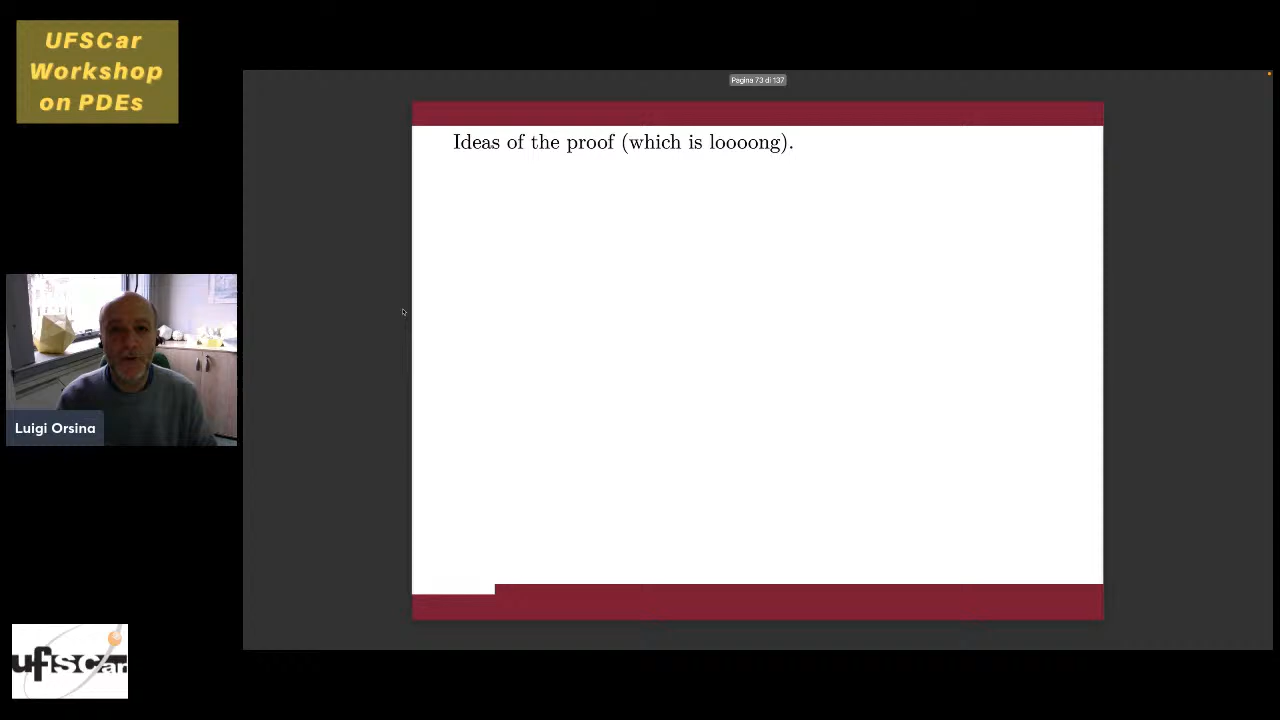 UFSCar
Workshop
on PDEs
Pagina 73 di 137
Ideas of the proof (which is loooong).
Luigi Orsina
ufscar